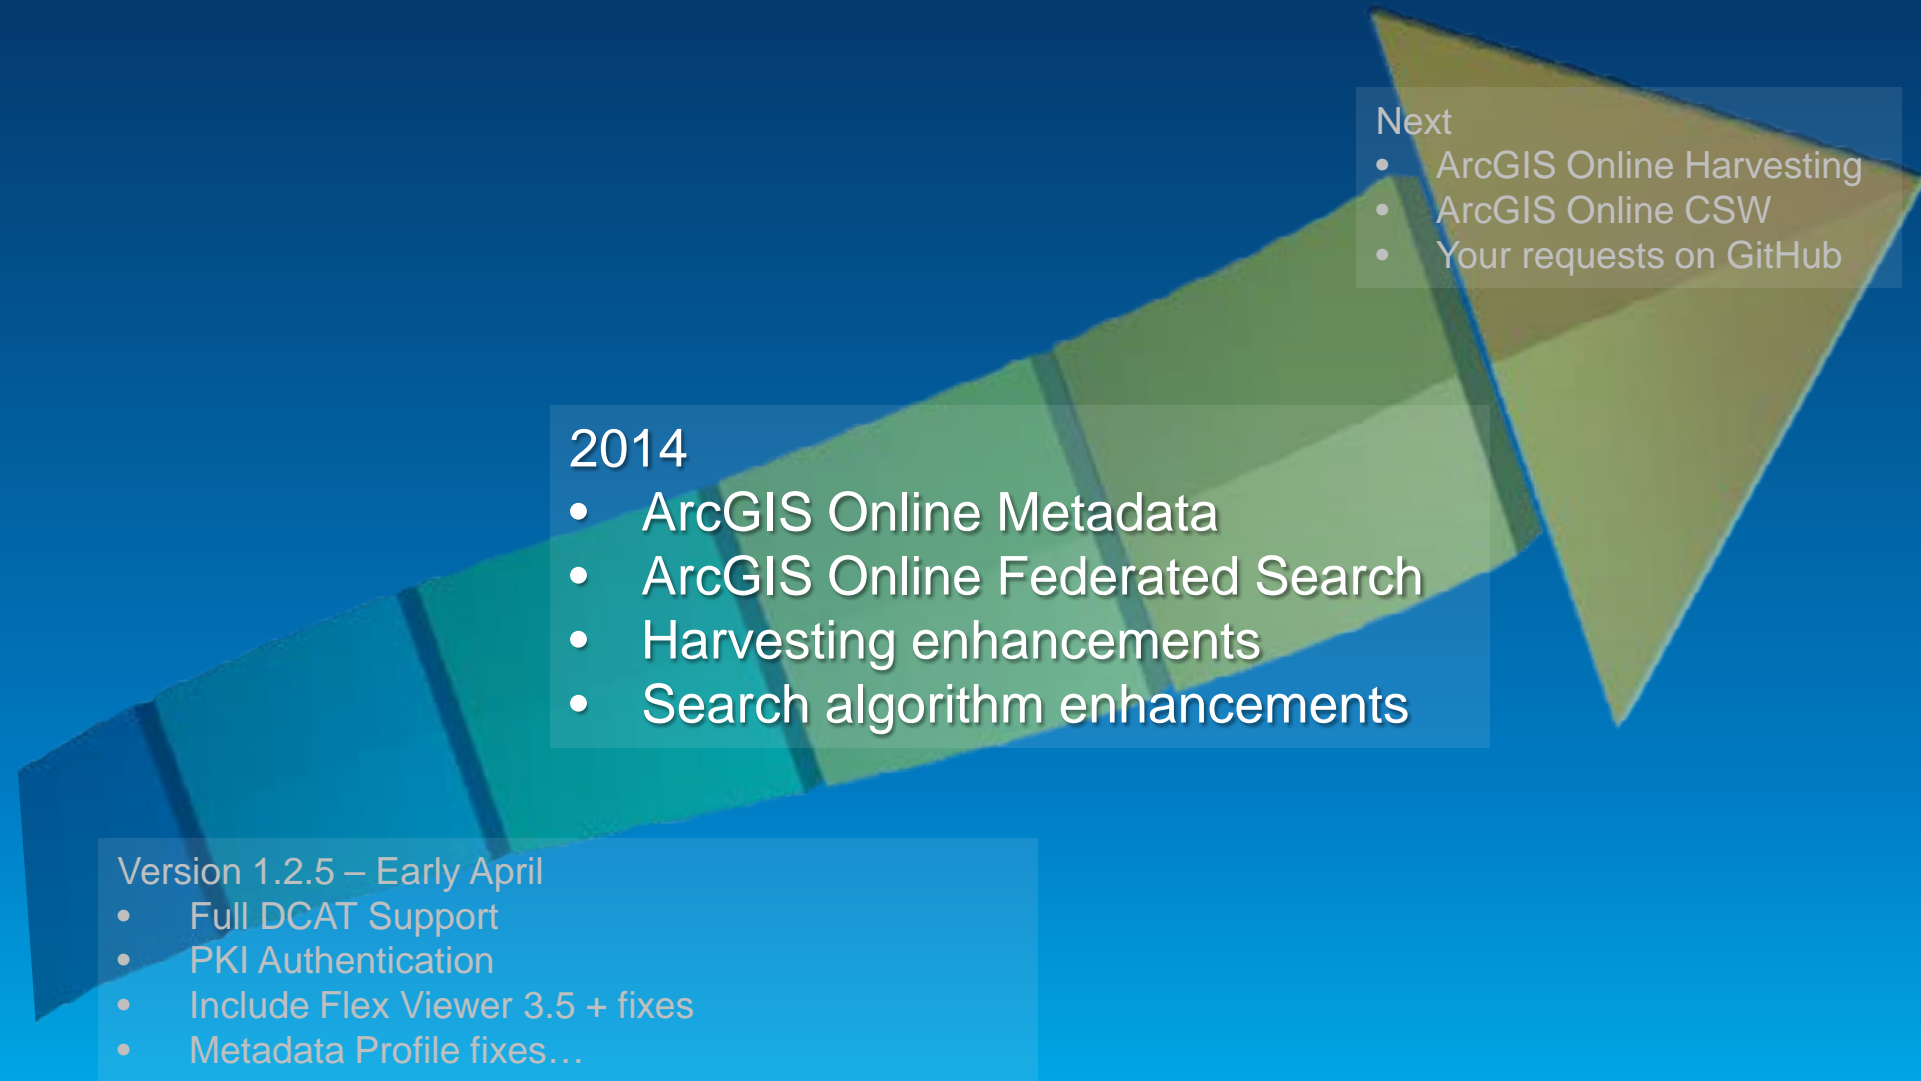 Next
• ArcGIS Online Harvesting
• ArcGIS Online CSW
• Your requests on GitHub
2014
• ArcGIS Online Metadata
• ArcGIS Online Federated Search
• Harvesting enhancements
• Search algorithm enhancements
Version 1.2.5 – Early April
• Full DCAT Support
• PKI Authentication
• Include Flex Viewer 3.5 + fixes
• Metadata Profile fixes…